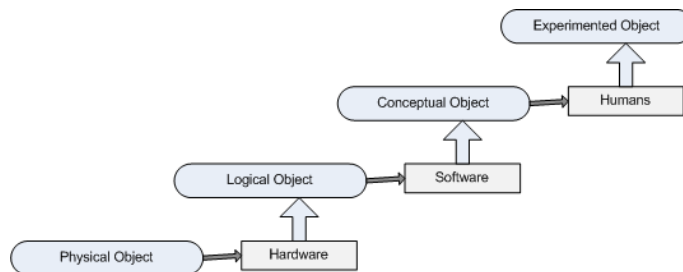 Experimented Object
Conceptual Object
Humans
Logical Object
Software
Physical Object
Hardware